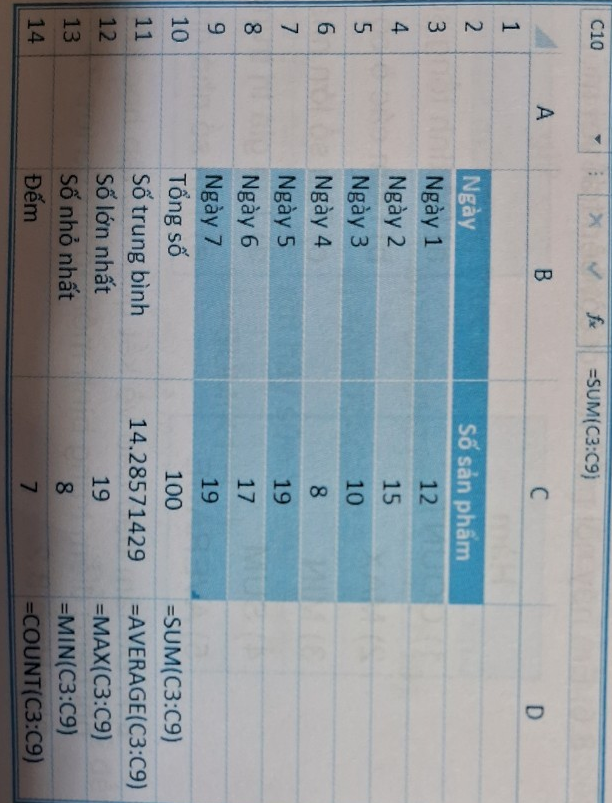 C10 =SUM(C3:C9)
A B C D
1
2 Ngày Số sản phẩm
3 Ngày 1 12
4 Ngày 2 15
5 Ngày 3 10
6 Ngày 4 8
7 Ngày 5 19
8 Ngày 6 17
9 Ngày 7 19
10 Tổng số 100 =SUM(C3:C9)
11 Số trung bình 14.28571429 =AVERAGE(C3:C9)
12 Số lớn nhất 19 =MAX(C3:C9)
13 Số nhỏ nhất 8 =MIN(C3:C9)
14 Đếm 7 =COUNT(C3:C9)